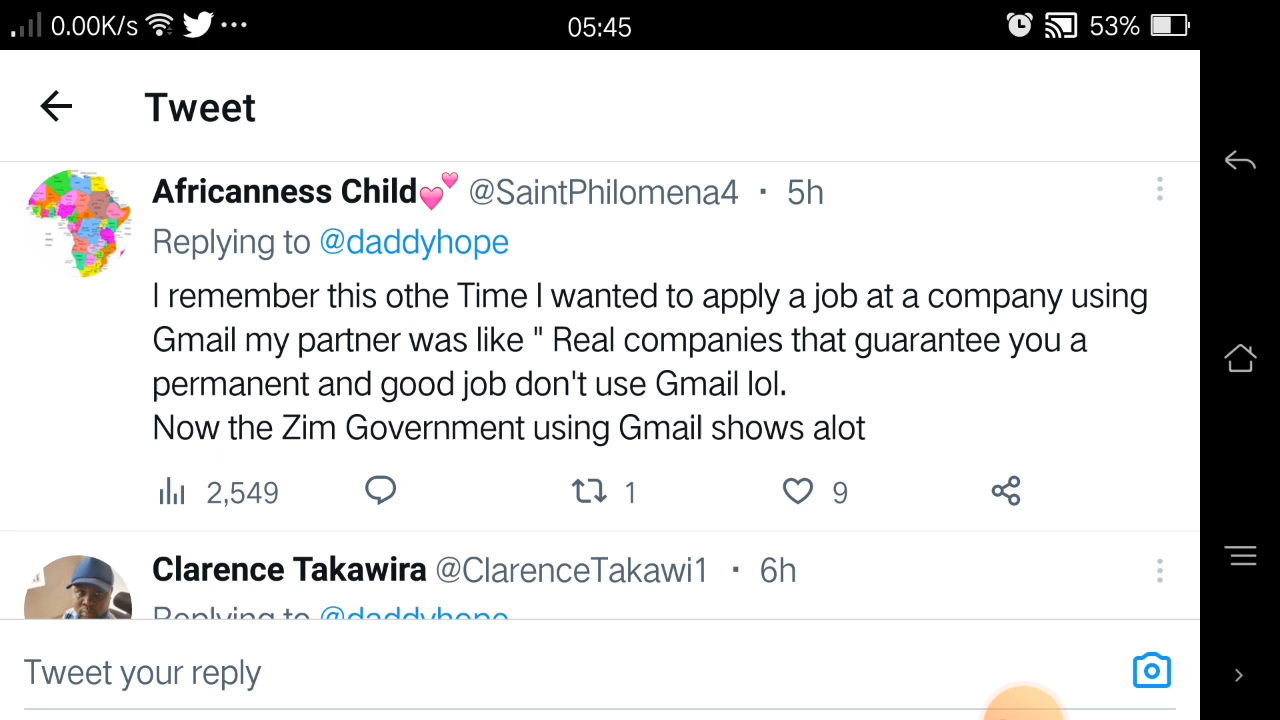 0.00K/s 05:45 53%
Tweet
Africanness Child💕 @SaintPhilomena4 · 5h
Replying to @daddyhope
I remember this othe Time I wanted to apply a job at a company using
Gmail my partner was like " Real companies that guarantee you a
permanent and good job don't use Gmail lol.
Now the Zim Government using Gmail shows alot
2,549 1 9
Clarence Takawira @ClarenceTakawi1 · 6h
Replying to @daddyhope
Tweet your reply